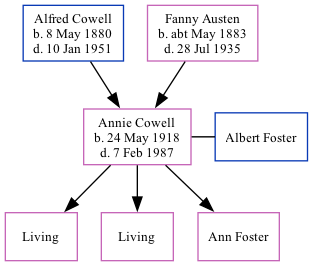 Alfred Cowell
b. 8 May 1880
d. 10 Jan 1951
Fanny Austen
b. abt May 1883
d. 28 Jul 1935
Annie Cowell
b. 24 May 1918
d. 7 Feb 1987
Albert Foster
Living
Living
Ann Foster